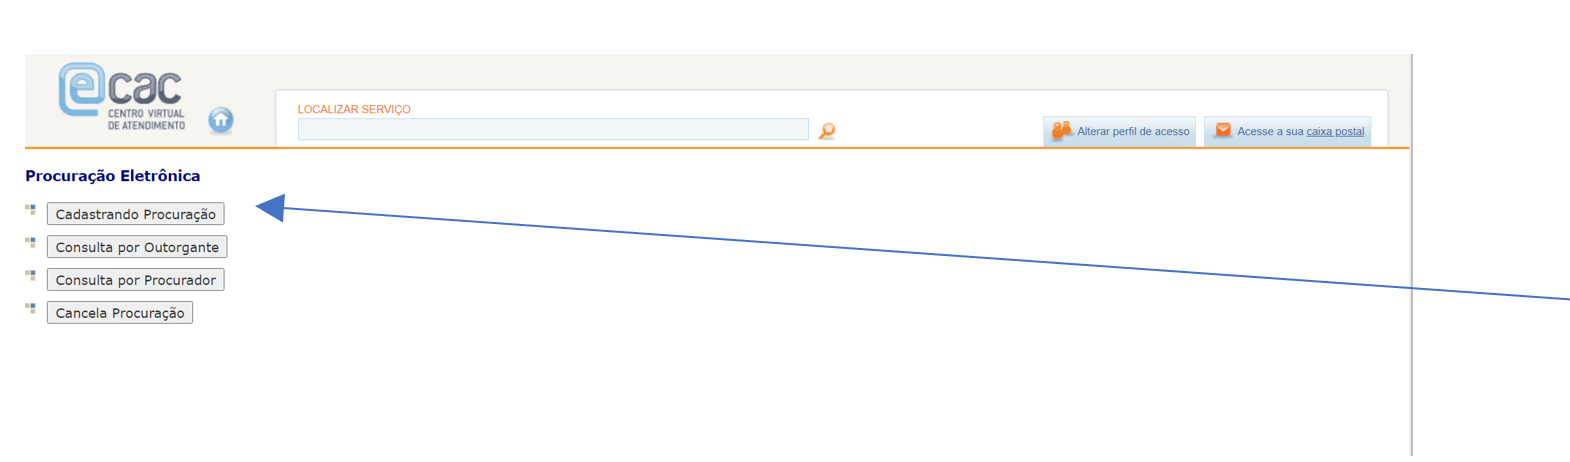 ecac
CENTRO VIRTUAL
DE ATENDIMENTO
LOCALIZAR SERVIÇO
Alterar perfil de acesso
Acesse a sua caixa postal
Procuração Eletrônica
Cadastrando Procuração
Consulta por Outorgante
Consulta por Procurador
Cancela Procuração